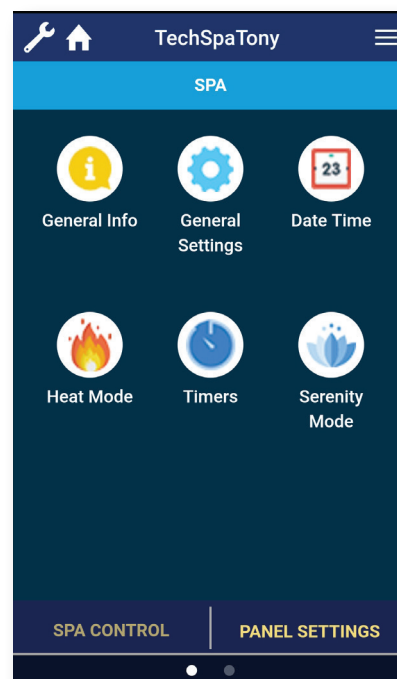 TechSpaTony
SPA
23
General Info
General
Settings
Date Time
Heat Mode
Timers
Serenity
Mode
SPA CONTROL
PANEL SETTINGS